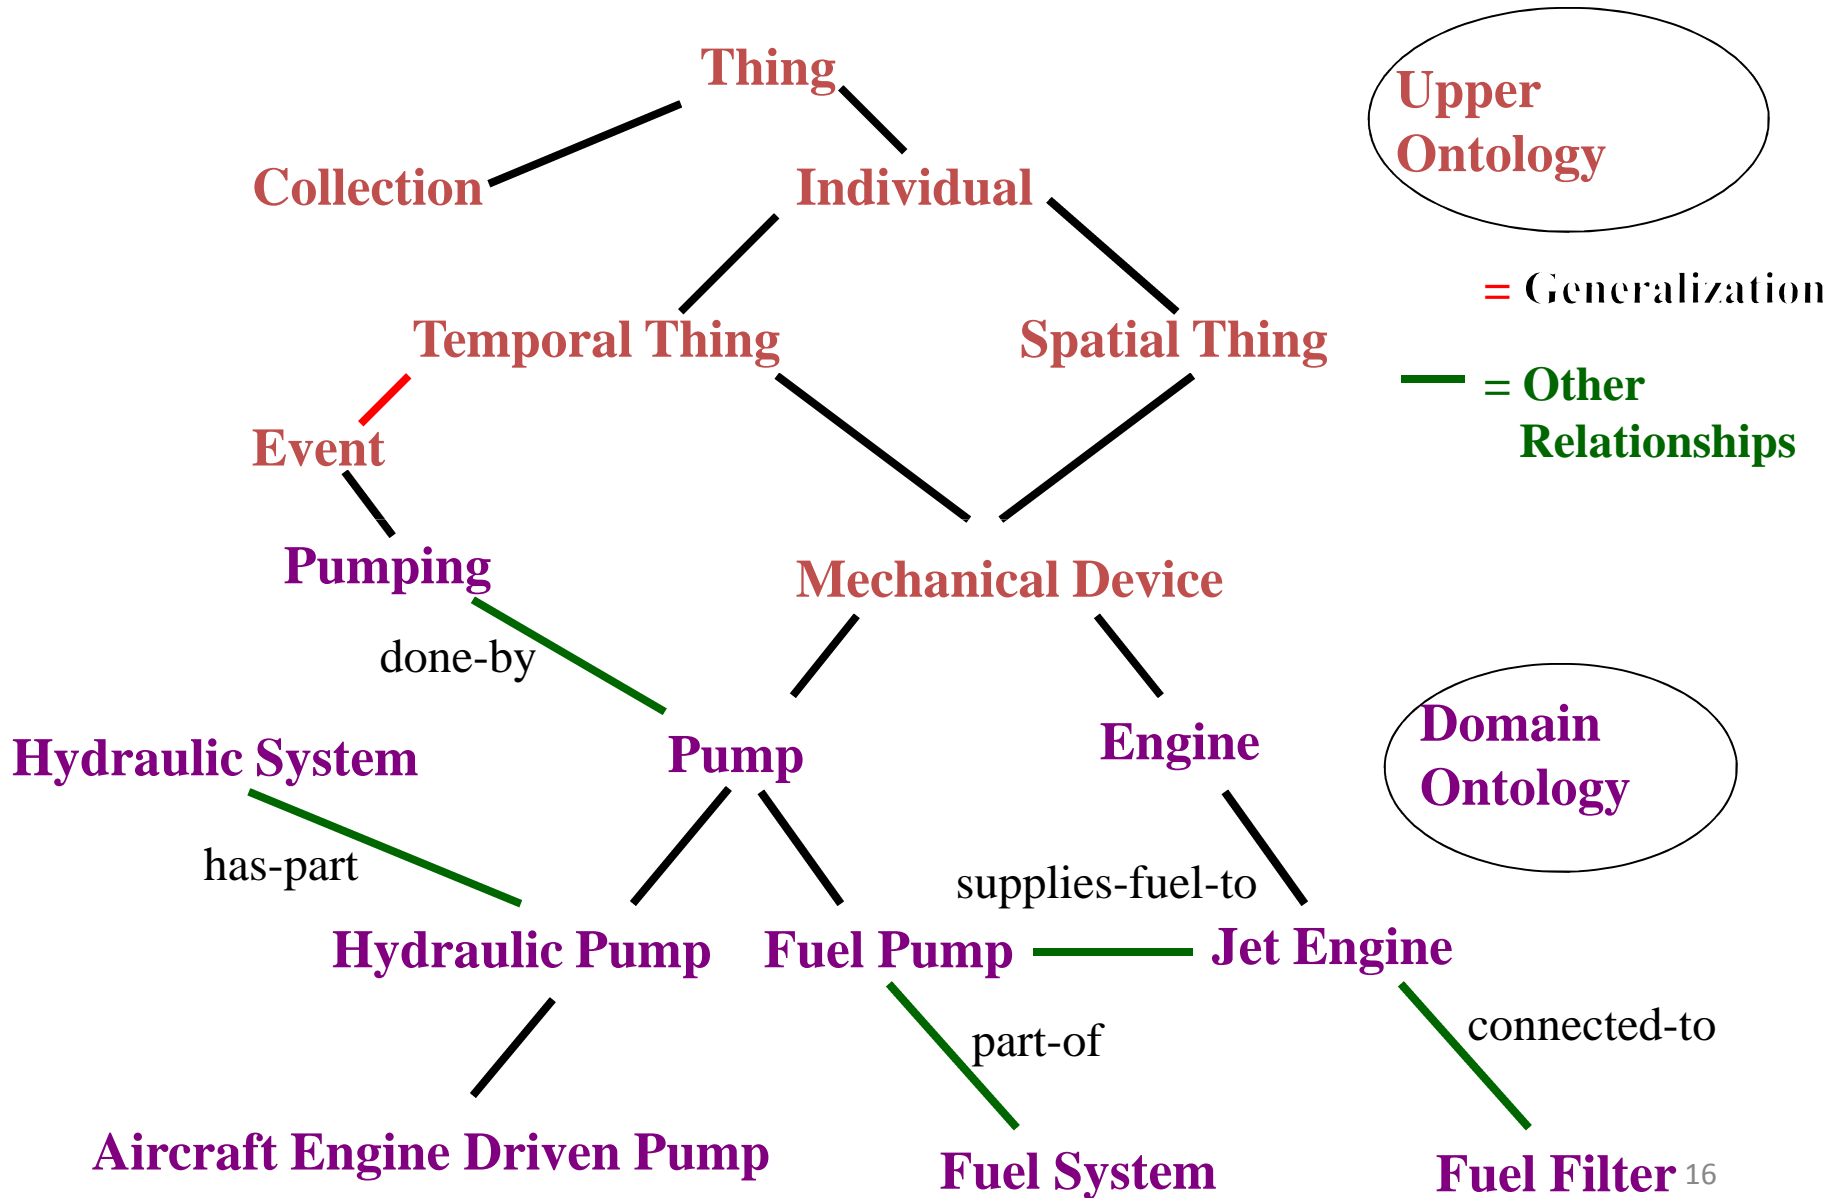 Thing
Upper
Ontology
Collection
Individual
= Generalization
Temporal Thing
Spatial Thing
= Other
Relationships
Event
Pumping
Mechanical Device
done-by
Hydraulic System
Pump
Engine
Domain
Ontology
has-part
supplies-fuel-to
Hydraulic Pump
Fuel Pump
Jet Engine
part-of
connected-to
Aircraft Engine Driven Pump
Fuel System
Fuel Filter
16